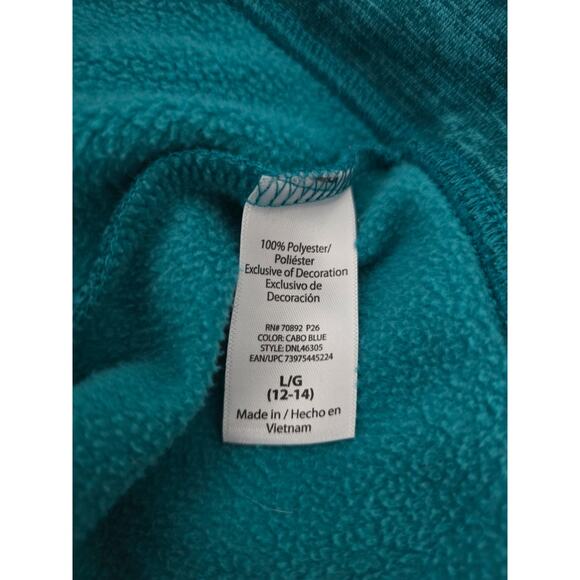 100% Polyester/
Poliéster
Exclusive of Decoration
Exclusivo de
Decoración
RN# 70892 P26
COLOR: CABO BLUE
STYLE: DNL46305
EAN/UPC 73975445224
L/G
(12-14)
Made in / Hecho en
Vietnam